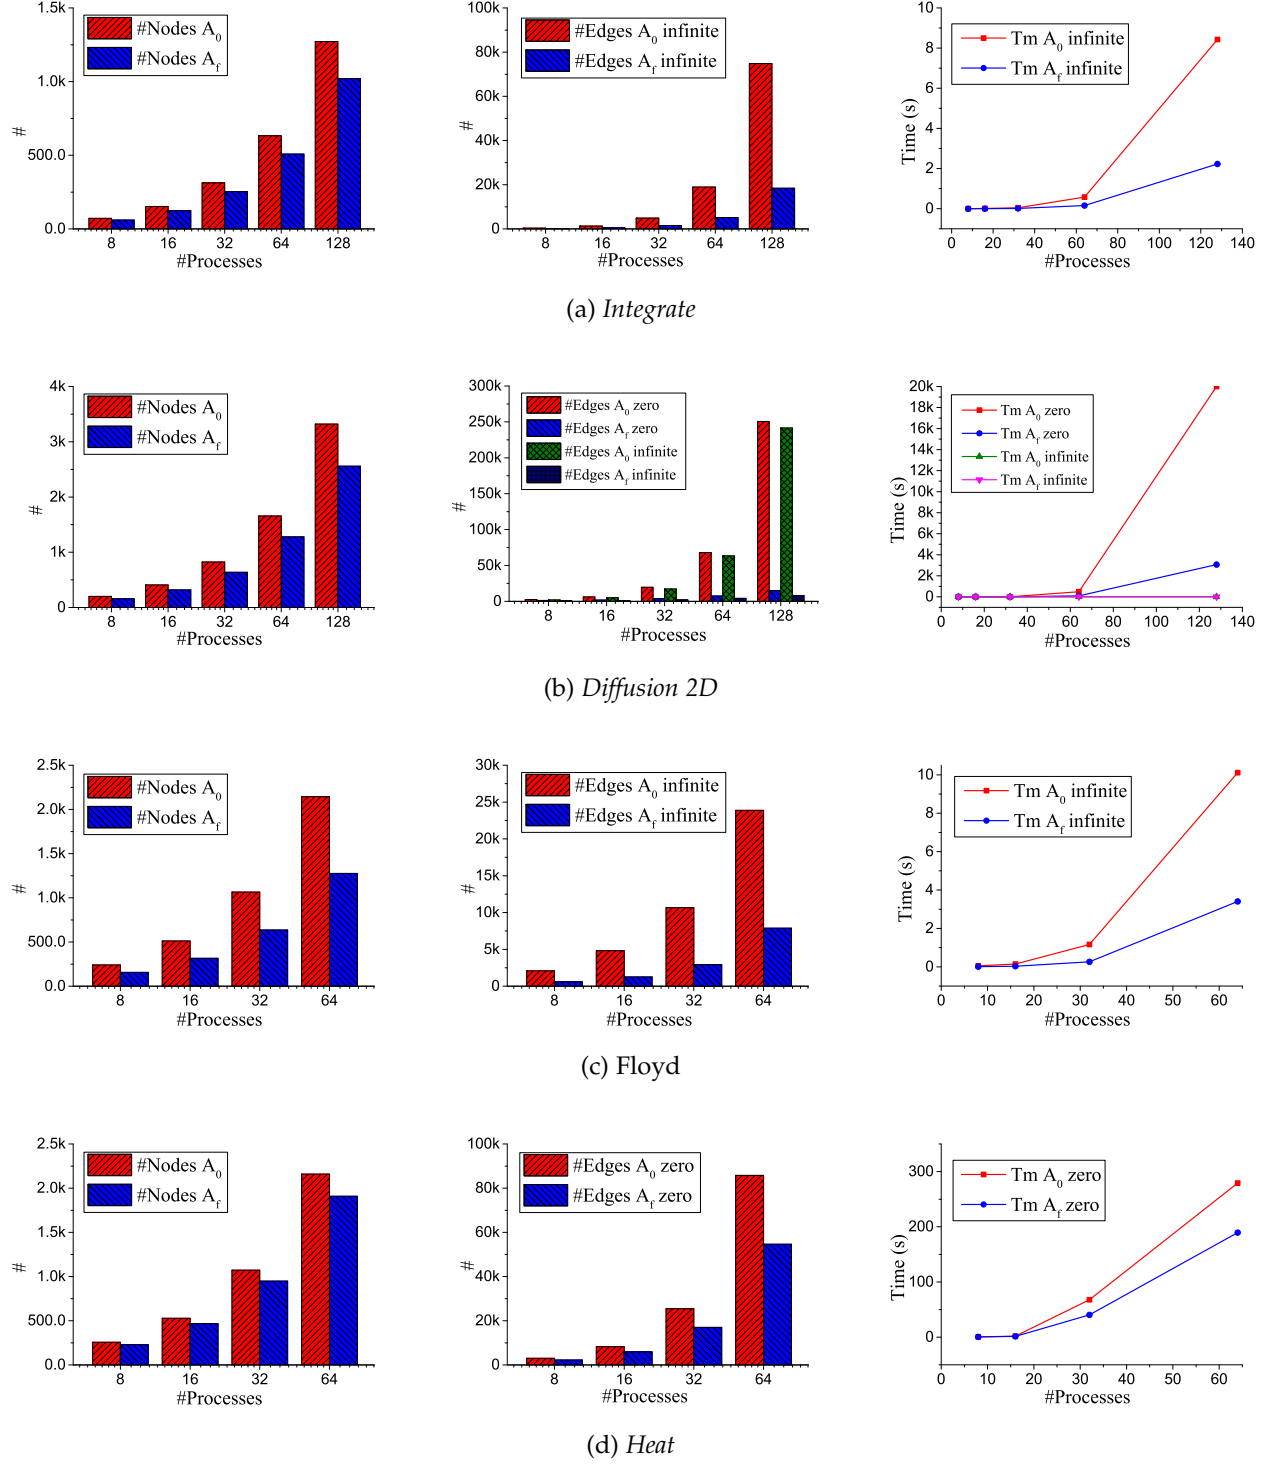 1.5k
1.0k
500.0
0.0
#
#Nodes A0
#Nodes Af
8 16 32 64 128
#Processes
100k
80k
60k
40k
20k
0
#
#Edges A0 infinite
#Edges Af infinite
8 16 32 64 128
#Processes
10
8
6
4
2
0
Time (s)
Tm A0 infinite
Tm Af infinite
0 20 40 60 80 100 120 140
#Processes
(a) Integrate
4k
3k
2k
1k
0
#
#Nodes A0
#Nodes Af
8 16 32 64 128
#Processes
300k
250k
200k
150k
100k
50k
0
#
#Edges A0 zero
#Edges Af zero
#Edges A0 infinite
#Edges Af infinite
8 16 32 64 128
#Processes
20k
18k
16k
14k
12k
10k
8k
6k
4k
2k
0
Time (s)
Tm A0 zero
Tm Af zero
Tm A0 infinite
Tm Af infinite
0 20 40 60 80 100 120 140
#Processes
(b) Diffusion 2D
2.5k
2.0k
1.5k
1.0k
500.0
0.0
#
#Nodes A0
#Nodes Af
8 16 32 64
#Processes
30k
25k
20k
15k
10k
5k
0
#
#Edges A0 infinite
#Edges Af infinite
8 16 32 64
#Processes
10
8
6
4
2
0
Time (s)
Tm A0 infinite
Tm Af infinite
0 10 20 30 40 50 60
#Processes
(c) Floyd
2.5k
2.0k
1.5k
1.0k
500.0
0.0
#
#Nodes A0
#Nodes Af
8 16 32 64
#Processes
100k
80k
60k
40k
20k
0
#
#Edges A0 zero
#Edges Af zero
8 16 32 64
#Processes
300
200
100
0
Time (s)
Tm A0 zero
Tm Af zero
0 10 20 30 40 50 60
#Processes
(d) Heat